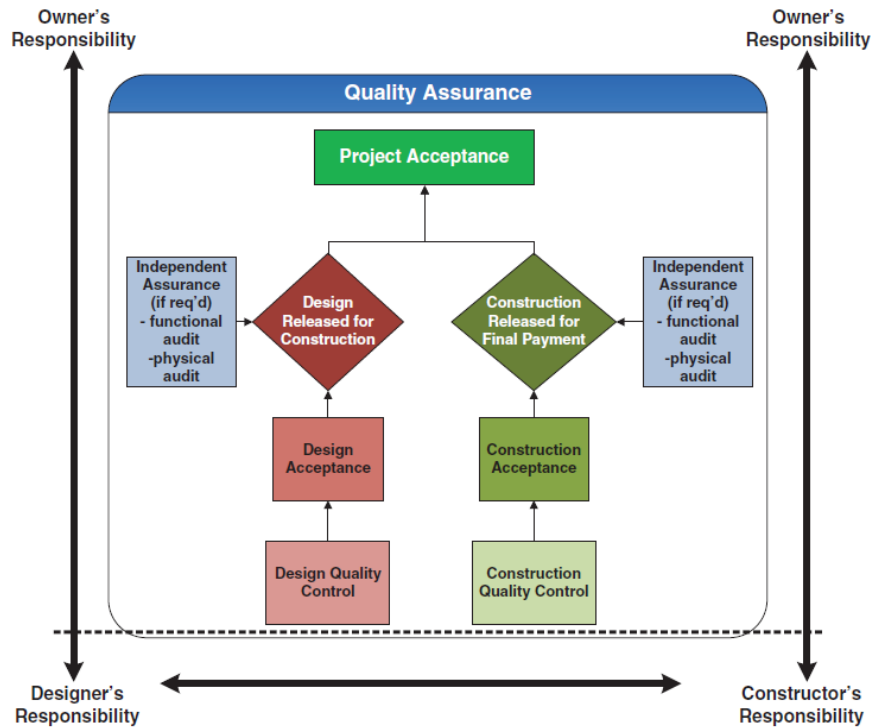 Owner's
Responsibility
Owner's
Responsibility
Quality Assurance
Project Acceptance
Independent
Assurance
(if req'd)
- functional
audit
-physical
audit
Design
Released for
Construction
Construction
Released for
Final Payment
Independent
Assurance
(if req'd)
- functional
audit
-physical
audit
Design
Acceptance
Construction
Acceptance
Design Quality
Control
Construction
Quality Control
Designer's
Responsibility
Constructor's
Responsibility